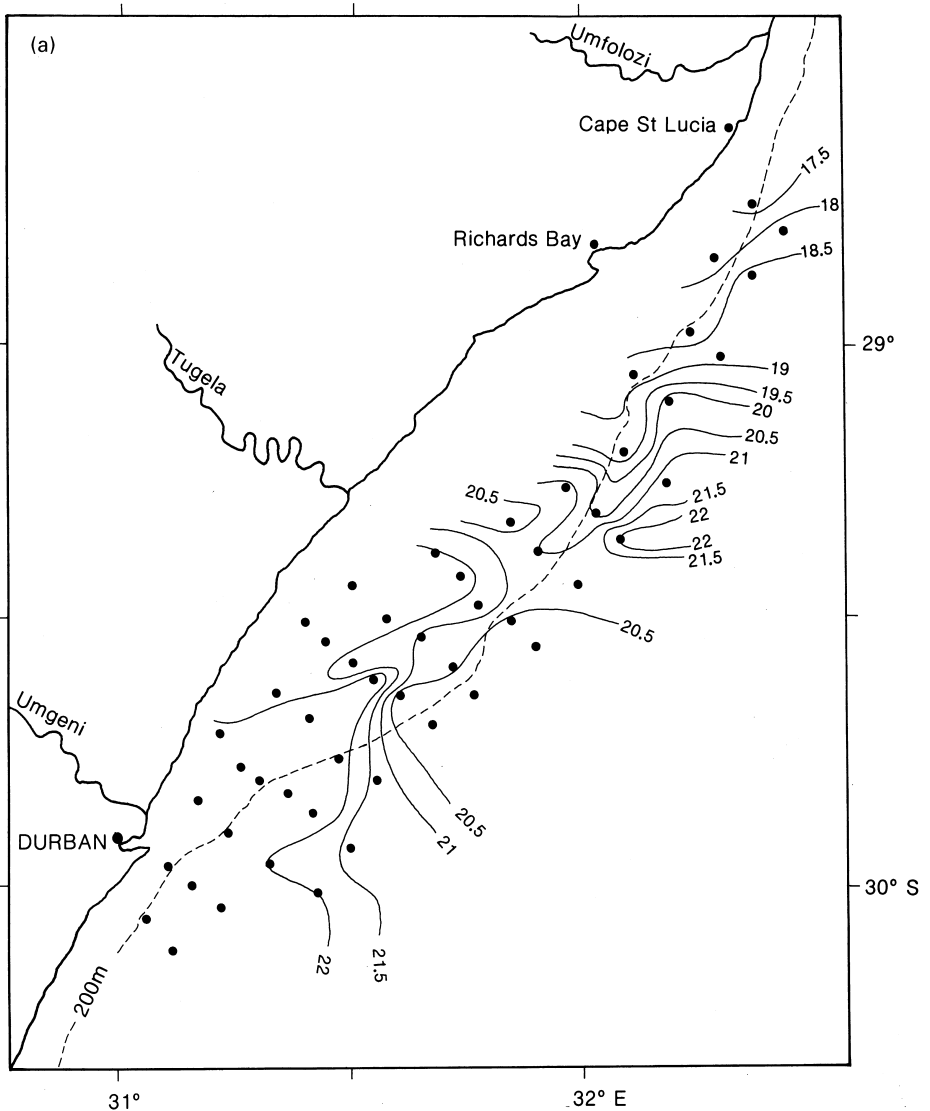 (a)
Umfolozi
Cape St Lucia
17.5
18
Richards Bay
18.5
29°
Tugela
19
19.5
20
20.5
21
20.5
21.5
22
22
21.5
20.5
Umgeni
20.5
21
DURBAN
30° S
22
21.5
200m
31°
32° E